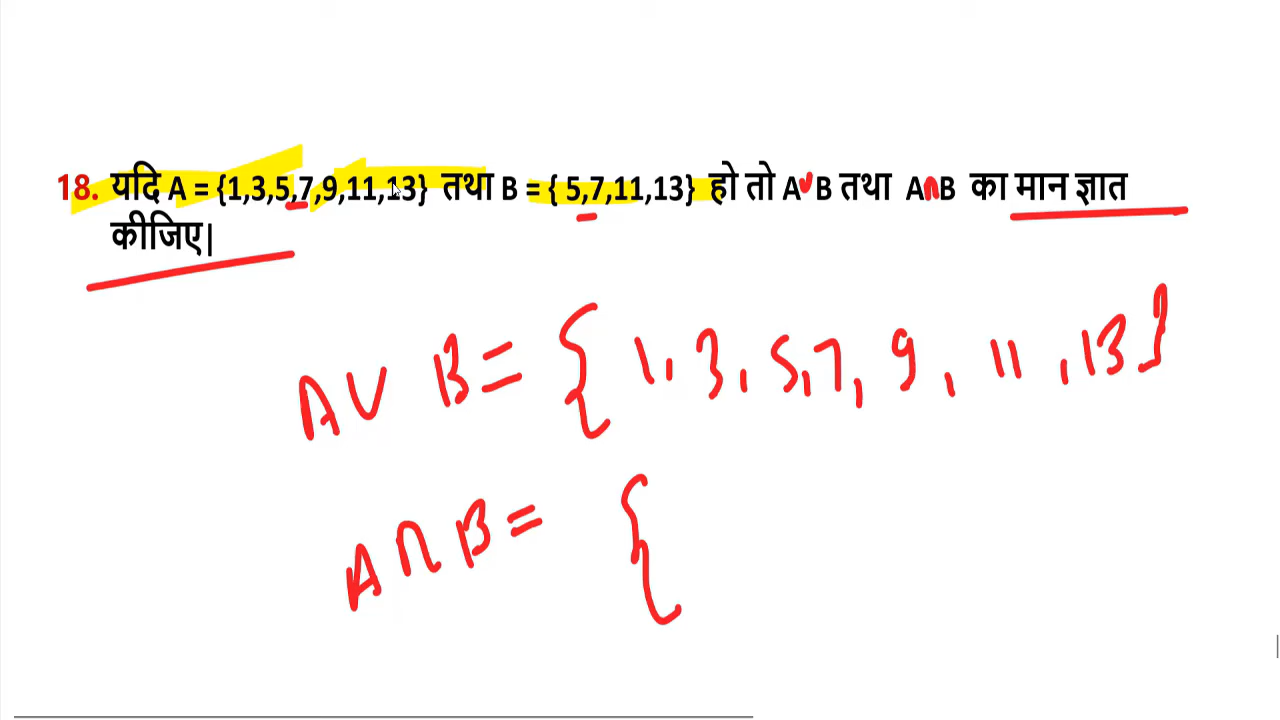 18. यदि A = {1,3,5,7,9,11,13} तथा B = { 5,7,11,13} हो तो A∪B तथा A∩B का मान ज्ञात
कीजिए|
A∪B = { 1, 3, 5, 7, 9, 11, 13 }
A∩B = {